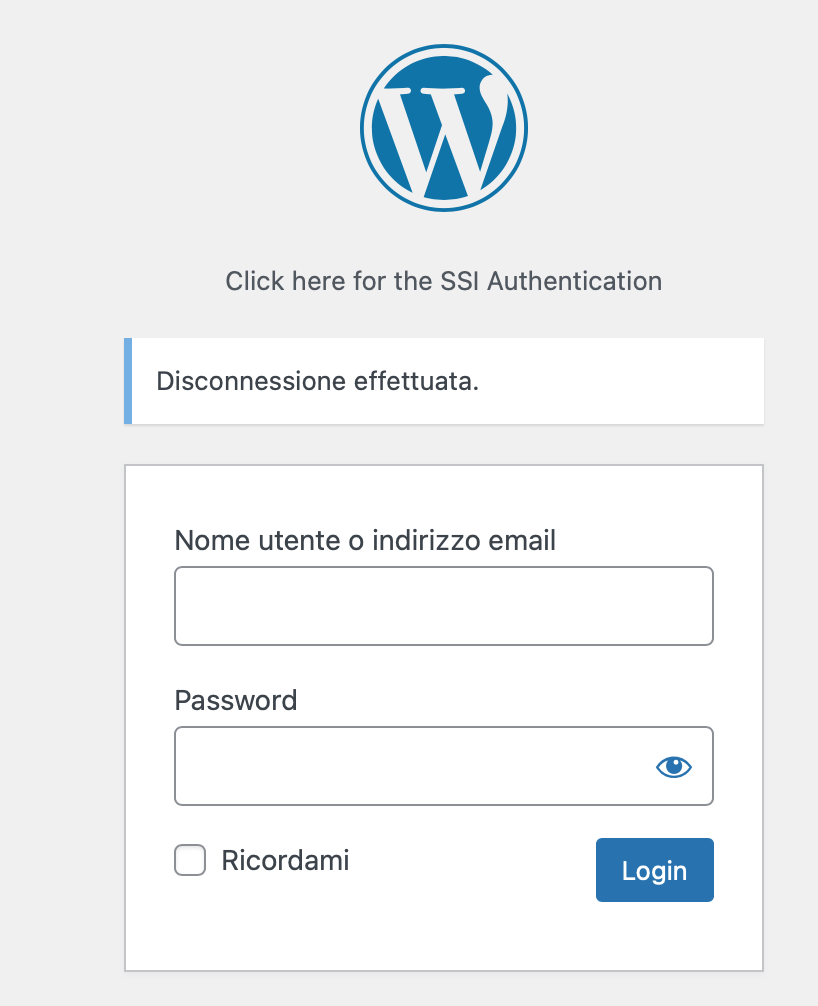 Click here for the SSI Authentication
Disconnessione effettuata.
Nome utente o indirizzo email
Password
Ricordami
Login